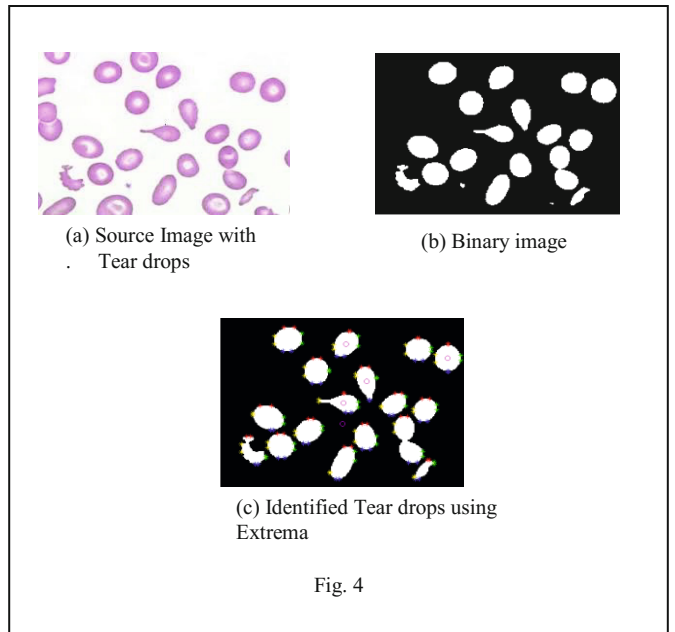 (a) Source Image with
. Tear drops
(b) Binary image
(c) Identified Tear drops using
Extrema
Fig. 4